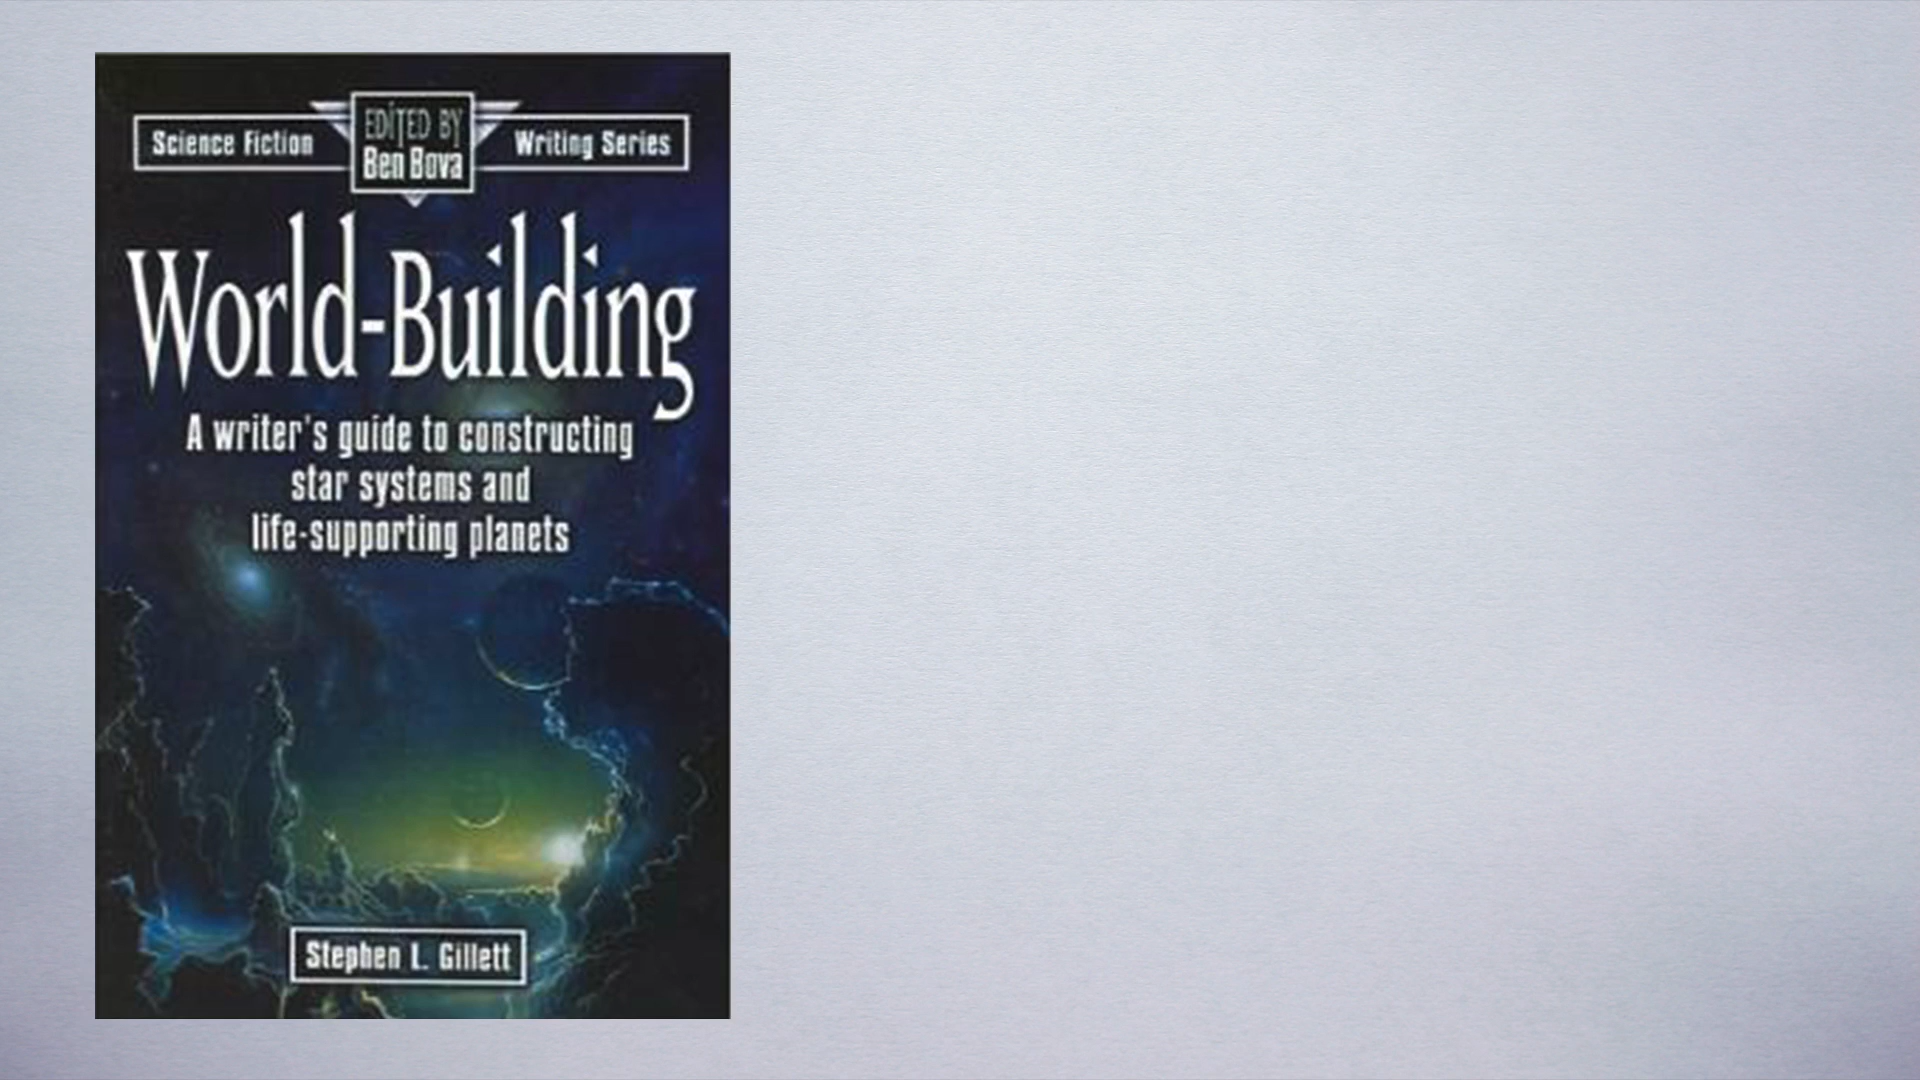 Science Fiction
EDITED BY
Ben Bova
Writing Series
World-Building
A writer's guide to constructing
star systems and
life-supporting planets
Stephen L. Gillett